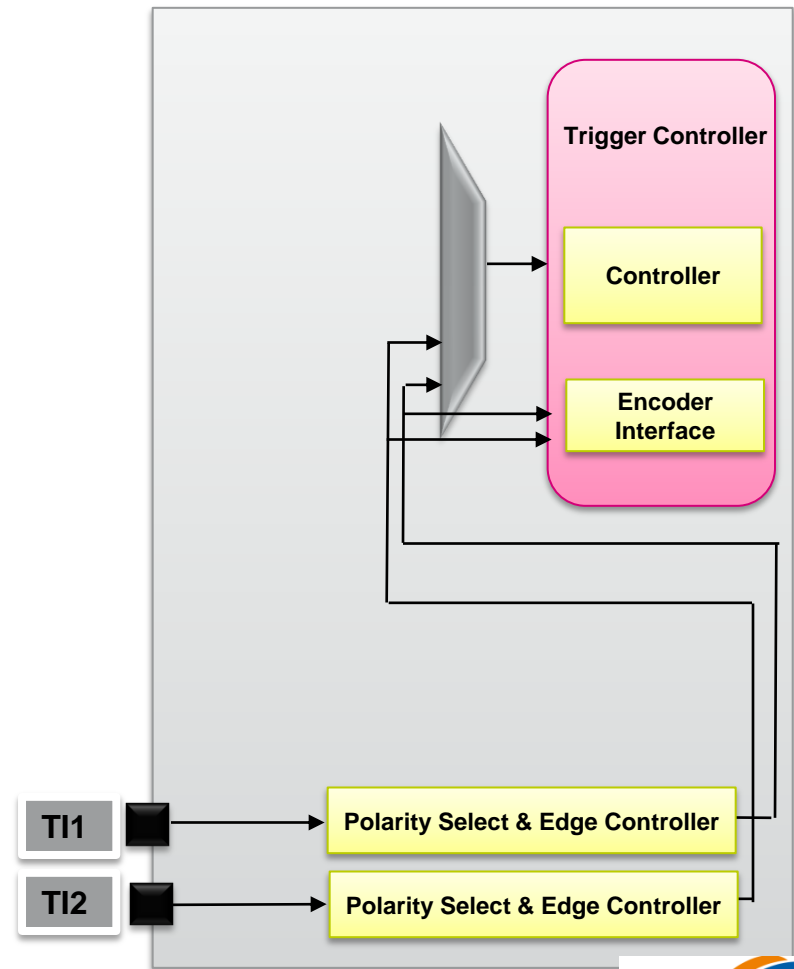 Trigger Controller
Controller
Encoder
Interface
TI1
Polarity Select & Edge Controller
TI2
Polarity Select & Edge Controller